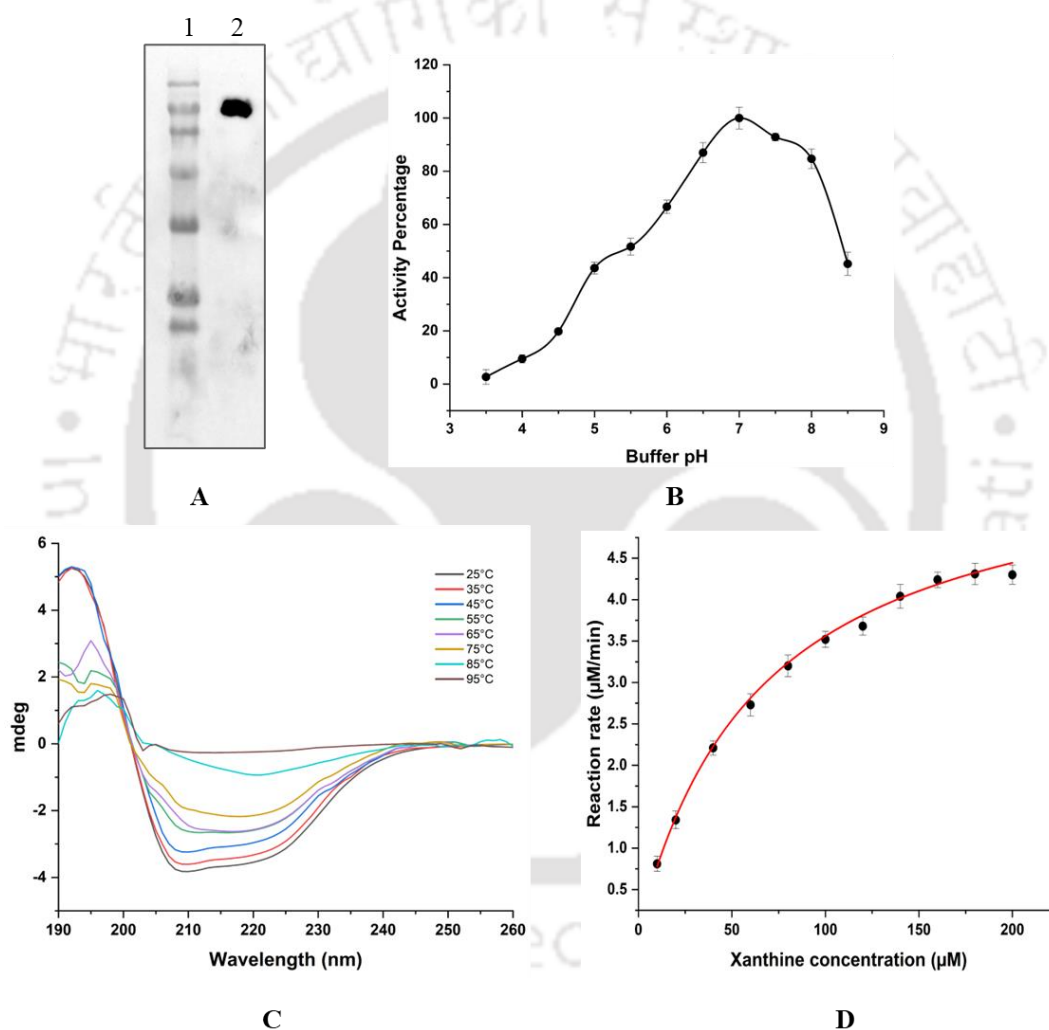 1 2
A
120
100
80
60
40
20
0
Activity Percentage
3 4 5 6 7 8 9
Buffer pH
B
6
4
2
0
-2
-4
mdeg
25°C
35°C
45°C
55°C
65°C
75°C
85°C
95°C
190 200 210 220 230 240 250 260
Wavelength (nm)
C
4.5
4.0
3.5
3.0
2.5
2.0
1.5
1.0
0.5
Reaction rate (µM/min)
0 50 100 150 200
Xanthine concentration (µM)
D